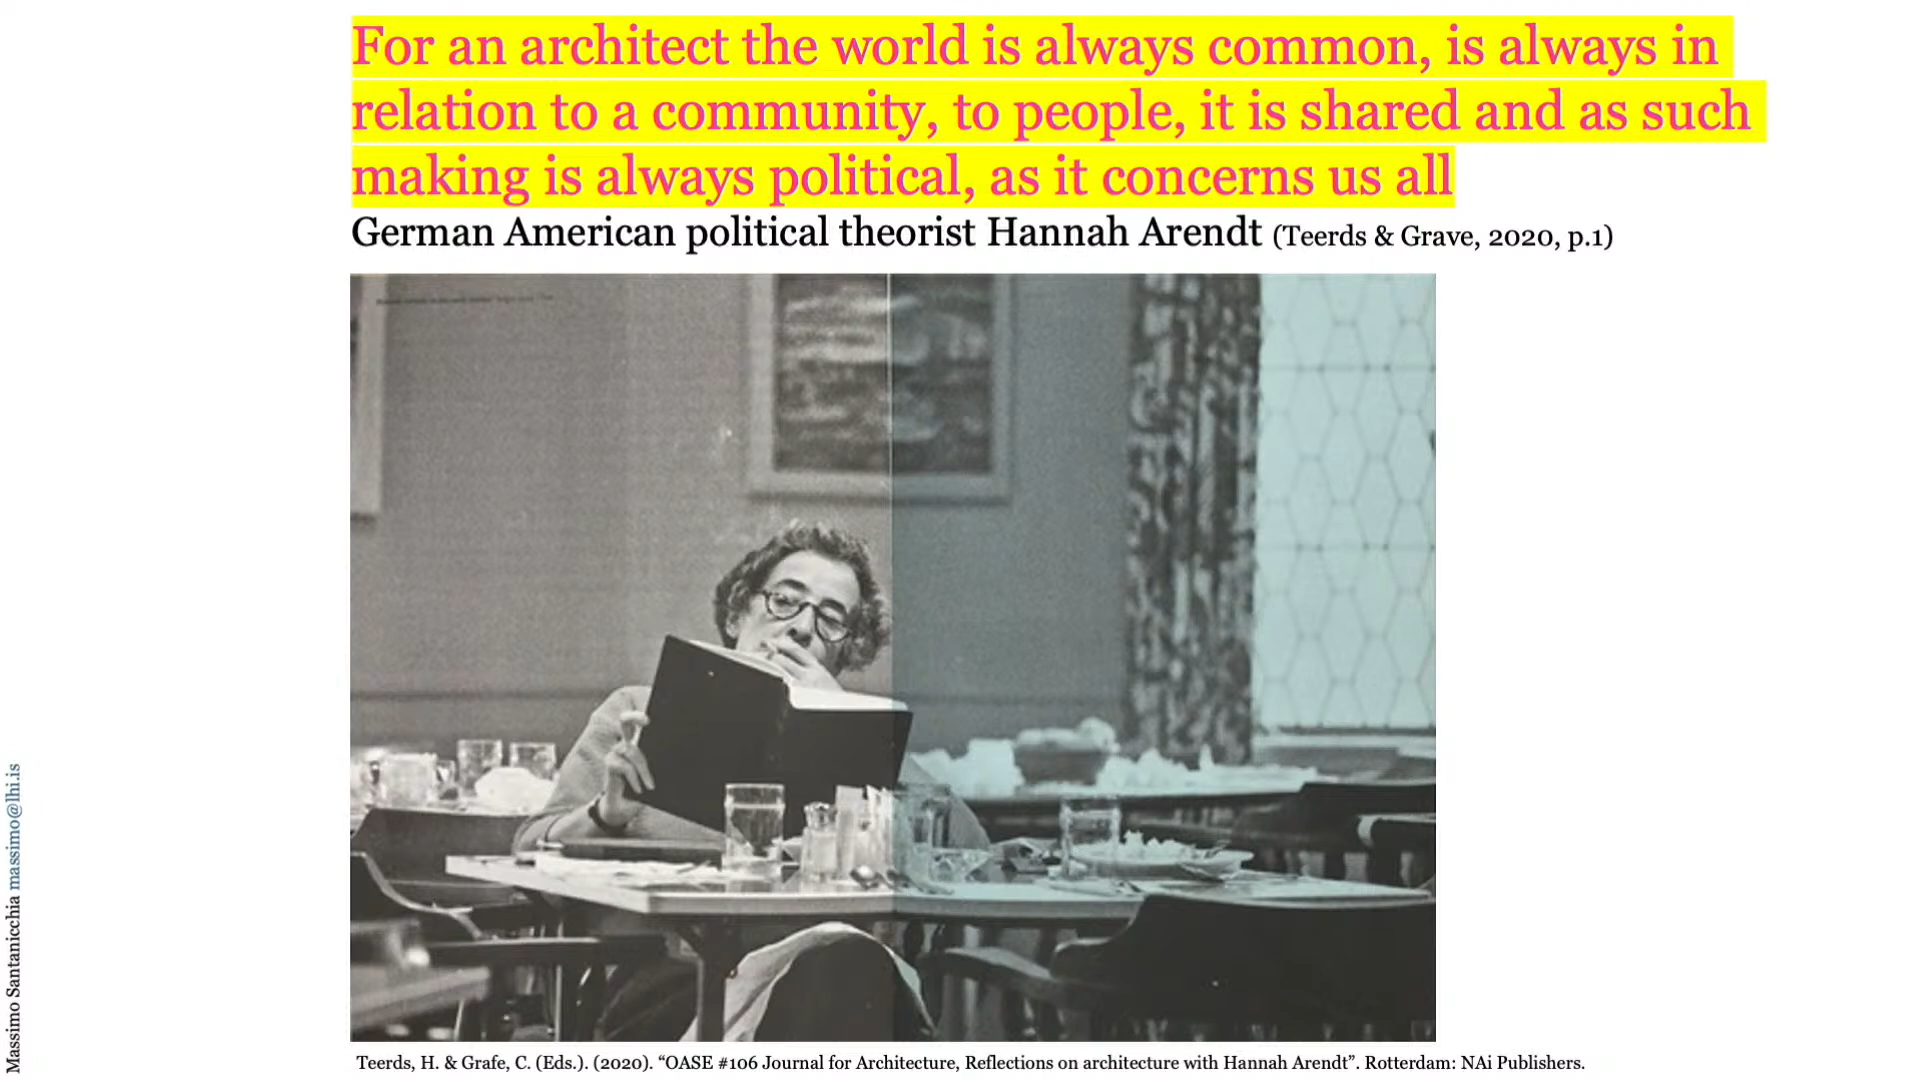 For an architect the world is always common, is always in
relation to a community, to people, it is shared and as such
making is always political, as it concerns us all
German American political theorist Hannah Arendt (Teerds & Grave, 2020, p.1)
Massimo Santanicchia massimo@lhi.is
Teerds, H. & Grafe, C. (Eds.). (2020). “OASE #106 Journal for Architecture, Reflections on architecture with Hannah Arendt”. Rotterdam: NAi Publishers.